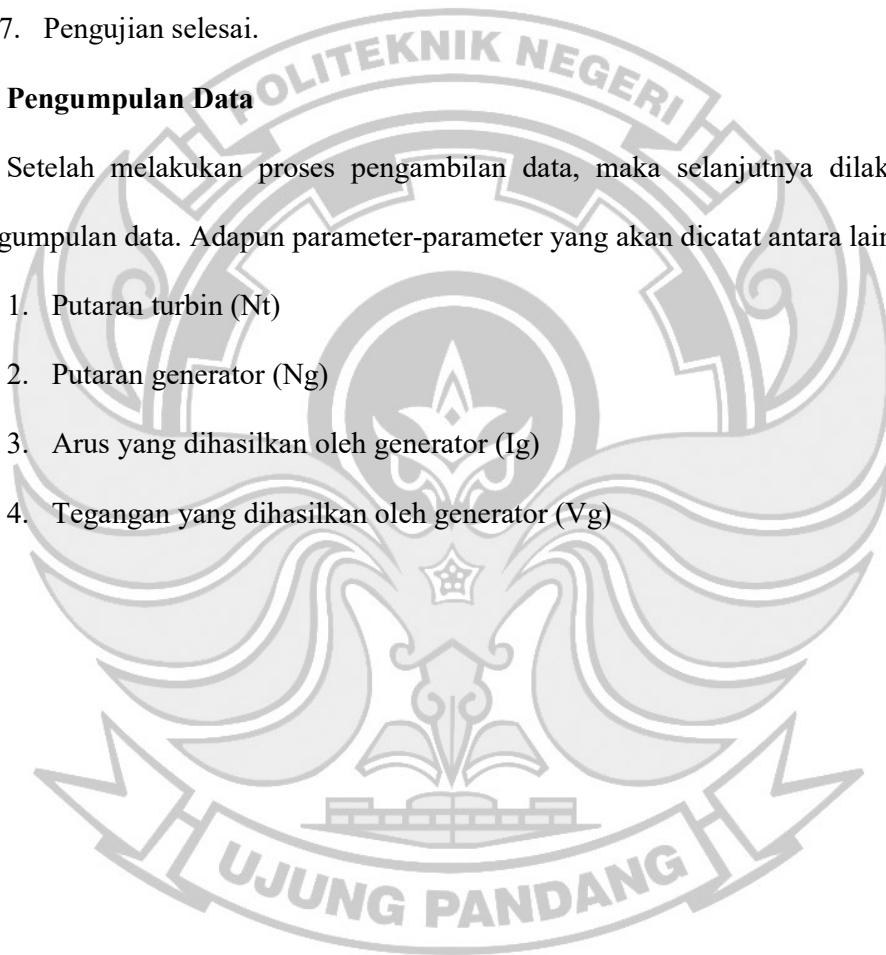 7. Pengujian selesai.
POLITEKNIK NEGERI
Pengumpulan Data
Setelah melakukan proses pengambilan data, maka selanjutnya dilak
gumpulan data. Adapun parameter-parameter yang akan dicatat antara lain
1. Putaran turbin (Nt)
2. Putaran generator (Ng)
3. Arus yang dihasilkan oleh generator (Ig)
4. Tegangan yang dihasilkan oleh generator (Vg)
UJUNG PANDANG